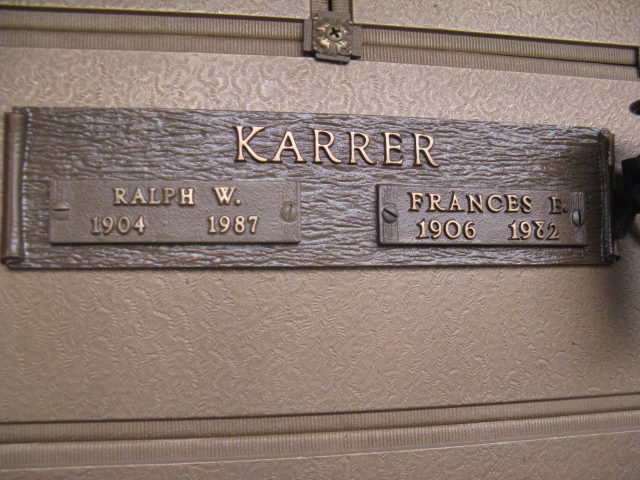 KARRER
RALPH W.
1904 1987
FRANCES E.
1906 1982